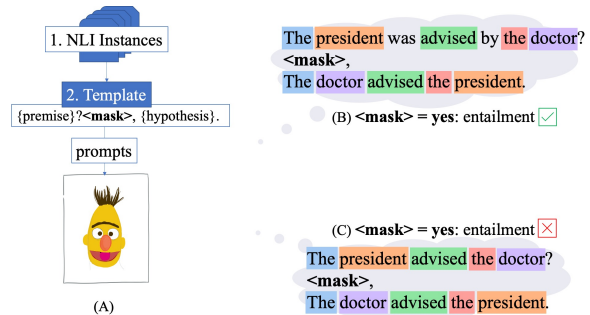 1. NLI Instances
2. Template
{premise}?<mask>, {hypothesis}.
prompts
(A)
The president was advised by the doctor?
<mask>,
The doctor advised the president.
(B) <mask> = yes: entailment
(C) <mask> = yes: entailment
The president advised the doctor?
<mask>,
The doctor advised the president.